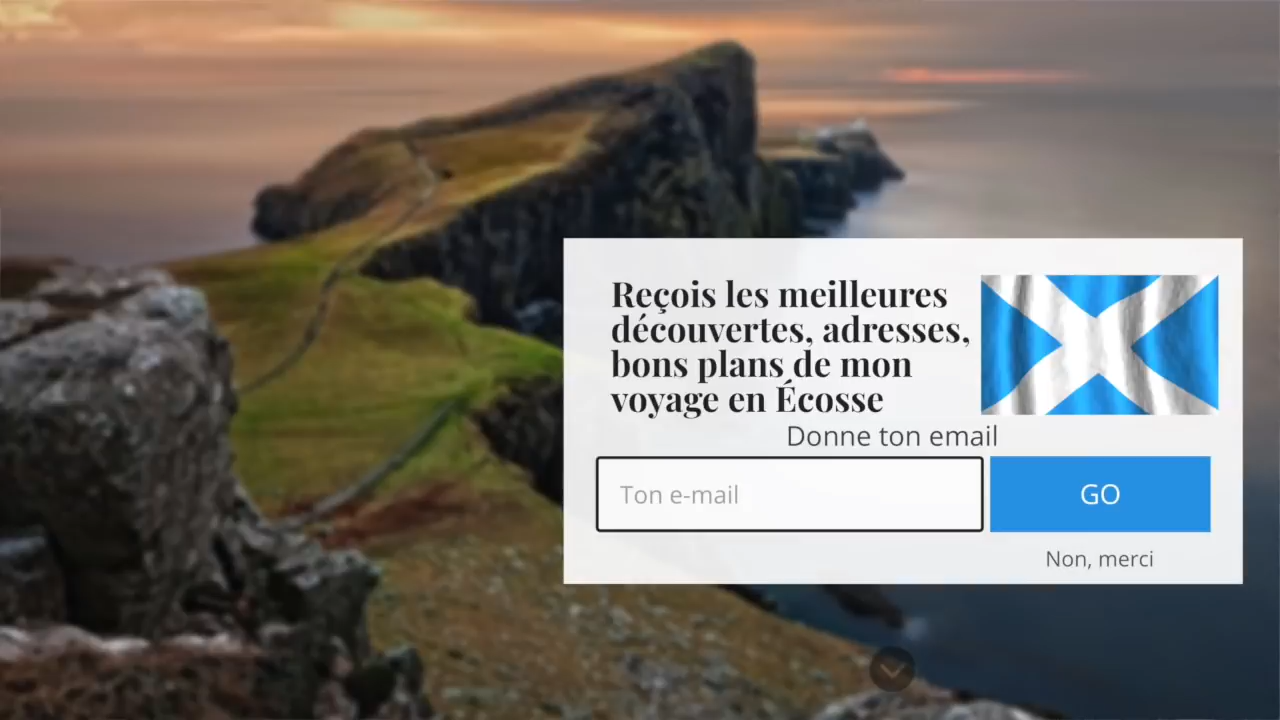 Reçois les meilleures
découvertes, adresses,
bons plans de mon
voyage en Écosse
Donne ton email
Ton e-mail
GO
Non, merci